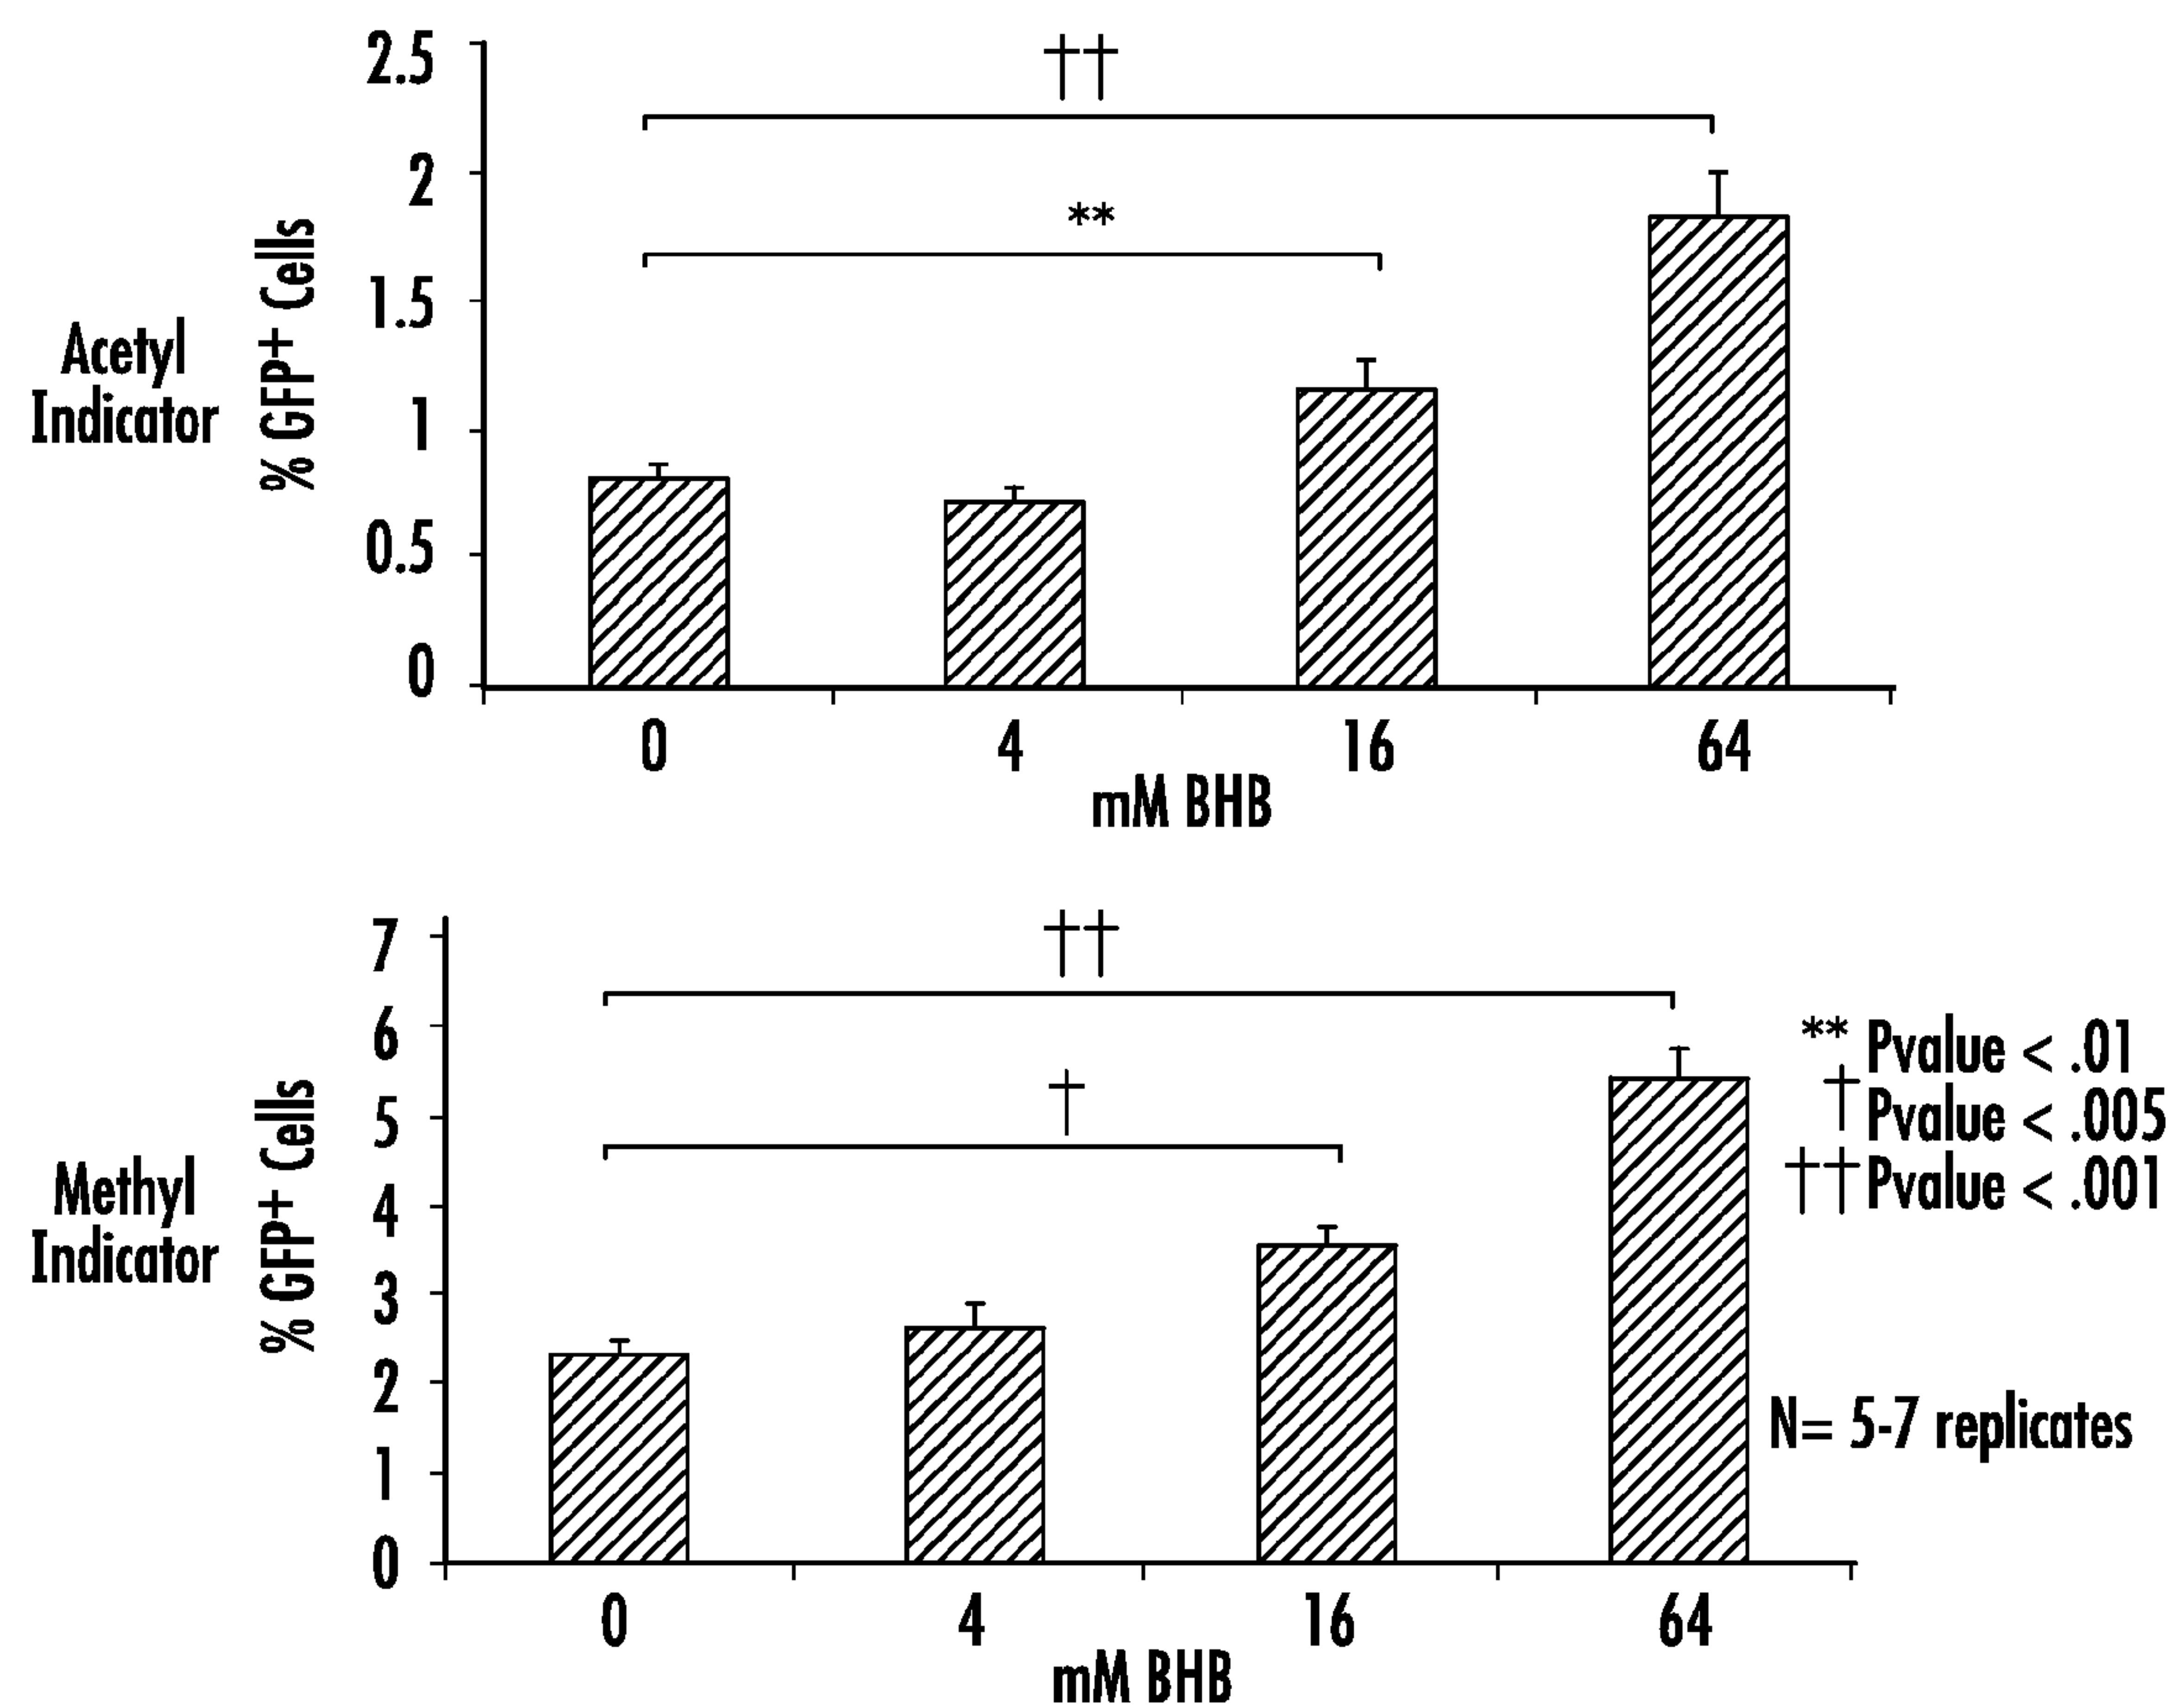 2.5
††
2
**
1.5
1
0.5
0
Acetyl
Indicator
% GFP+ Cells
0 4 16 64
mM BHB
7
††
6
5
†
4
3
2
1
0
Methyl
Indicator
% GFP+ Cells
0 4 16 64
mM BHB
** Pvalue < .01
† Pvalue < .005
†† Pvalue < .001
N= 5-7 replicates